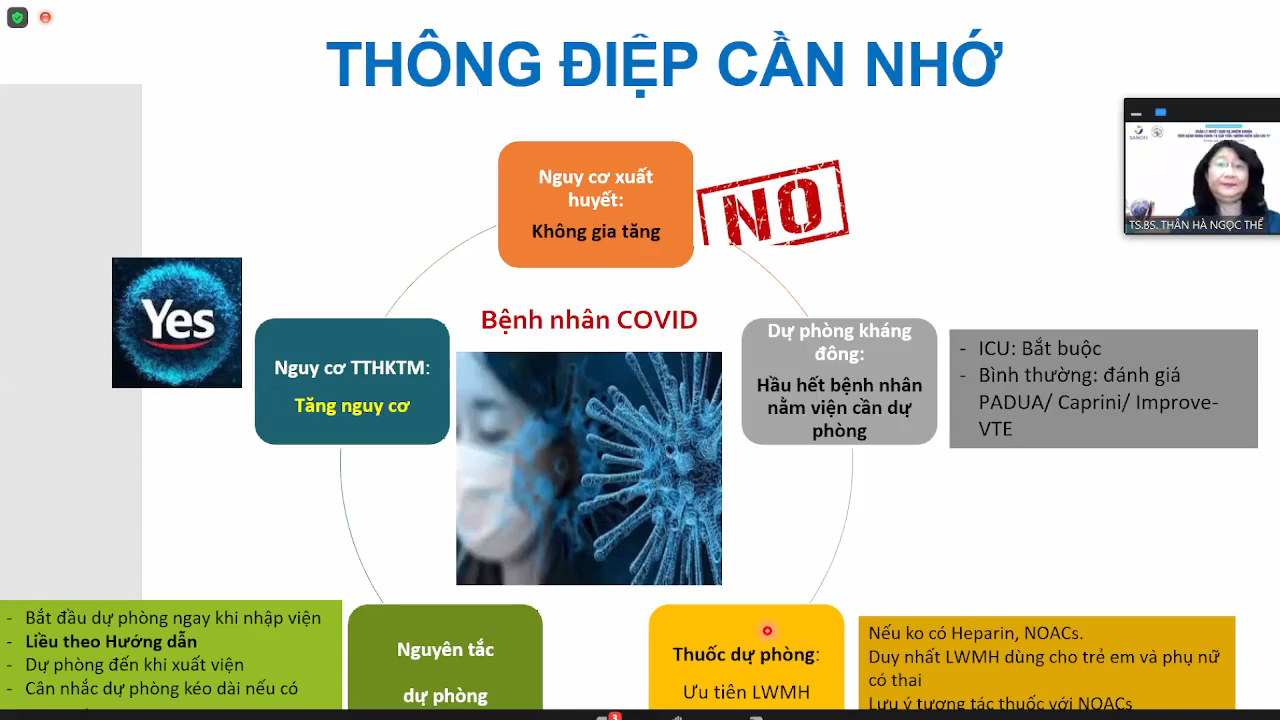 THÔNG ĐIỆP CẦN NHỚ
Nguy cơ xuất
huyết:
Không gia tăng
NO
SANOFI
TS.BS. THÂN HÀ NGỌC THỂ
Yes
Bệnh nhân COVID
Nguy cơ TTHKTM:
Tăng nguy cơ
Dự phòng kháng
đông:
Hầu hết bệnh nhân
nằm viện cần dự
phòng
- ICU: Bắt buộc
- Bình thường: đánh giá
PADUA/ Caprini/ Improve-
VTE
- Bắt đầu dự phòng ngay khi nhập viện
- Liều theo Hướng dẫn
- Dự phòng đến khi xuất viện
- Cân nhắc dự phòng kéo dài nếu có
Nguyên tắc
dự phòng
Thuốc dự phòng:
Ưu tiên LWMH
Nếu ko có Heparin, NOACs.
Duy nhất LWMH dùng cho trẻ em và phụ nữ
có thai
Lưu ý tương tác thuốc với NOACs
3